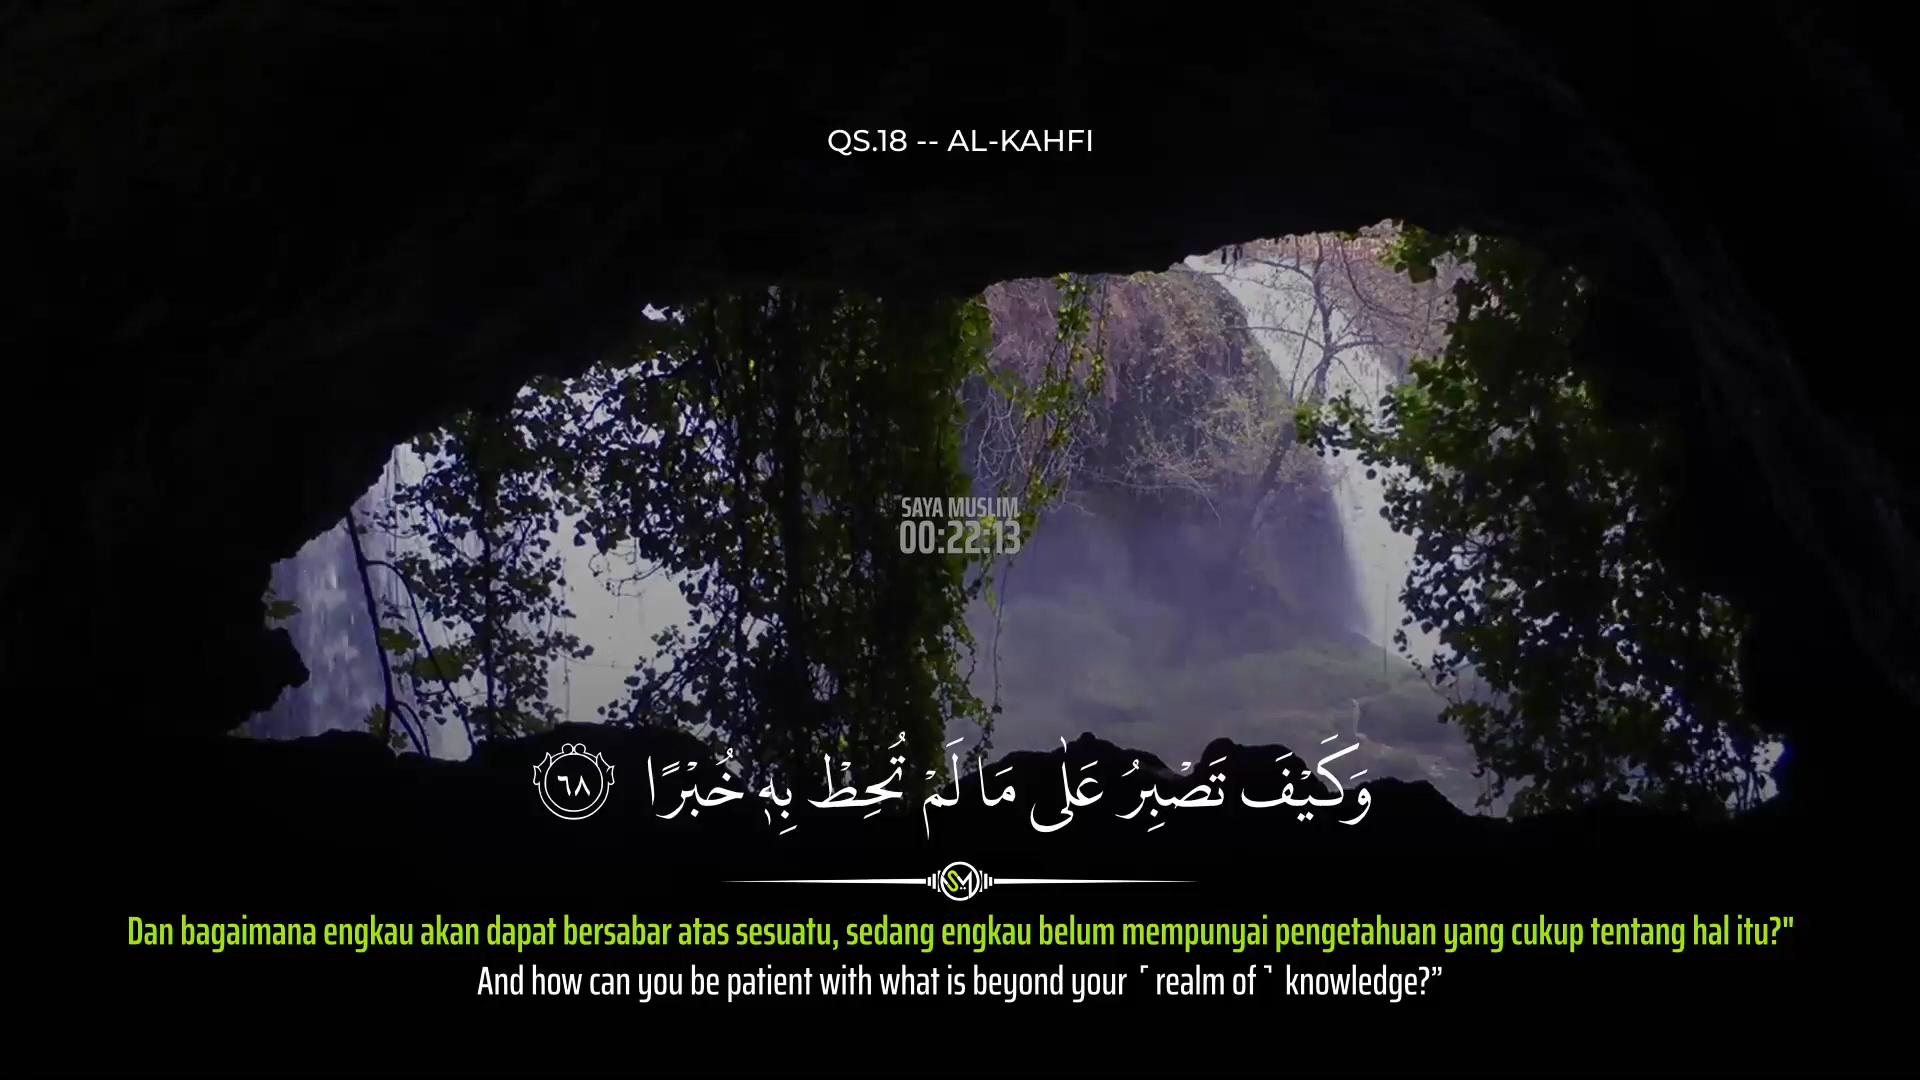 QS.18 -- AL-KAHFI
SAYA MUSLIM
00:22:13
وَكَيْفَ تَصْبِرُ عَلٰى مَا لَمْ تُحِطْ بِهٖ خُبْرًا ٦٨
SM
Dan bagaimana engkau akan dapat bersabar atas sesuatu, sedang engkau belum mempunyai pengetahuan yang cukup tentang hal itu?"
And how can you be patient with what is beyond your ˹realm of˺ knowledge?”